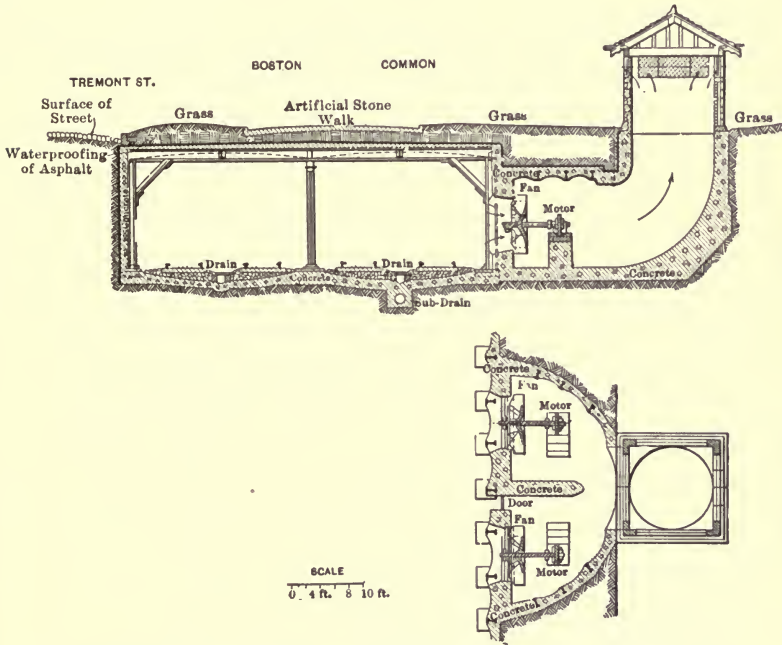 BOSTON COMMON
TREMONT ST.
Surface of
Street
Grass
Artificial Stone
Walk
Grass
Grass
Waterproofing
of Asphalt
Concrete
Fan
Motor
Drain
Drain
Concrete
Concrete
Sub-Drain
Concrete
Fan
Motor
Concrete
Door
Fan
Motor
Concrete
SCALE
0 4 ft. 8 10 ft.